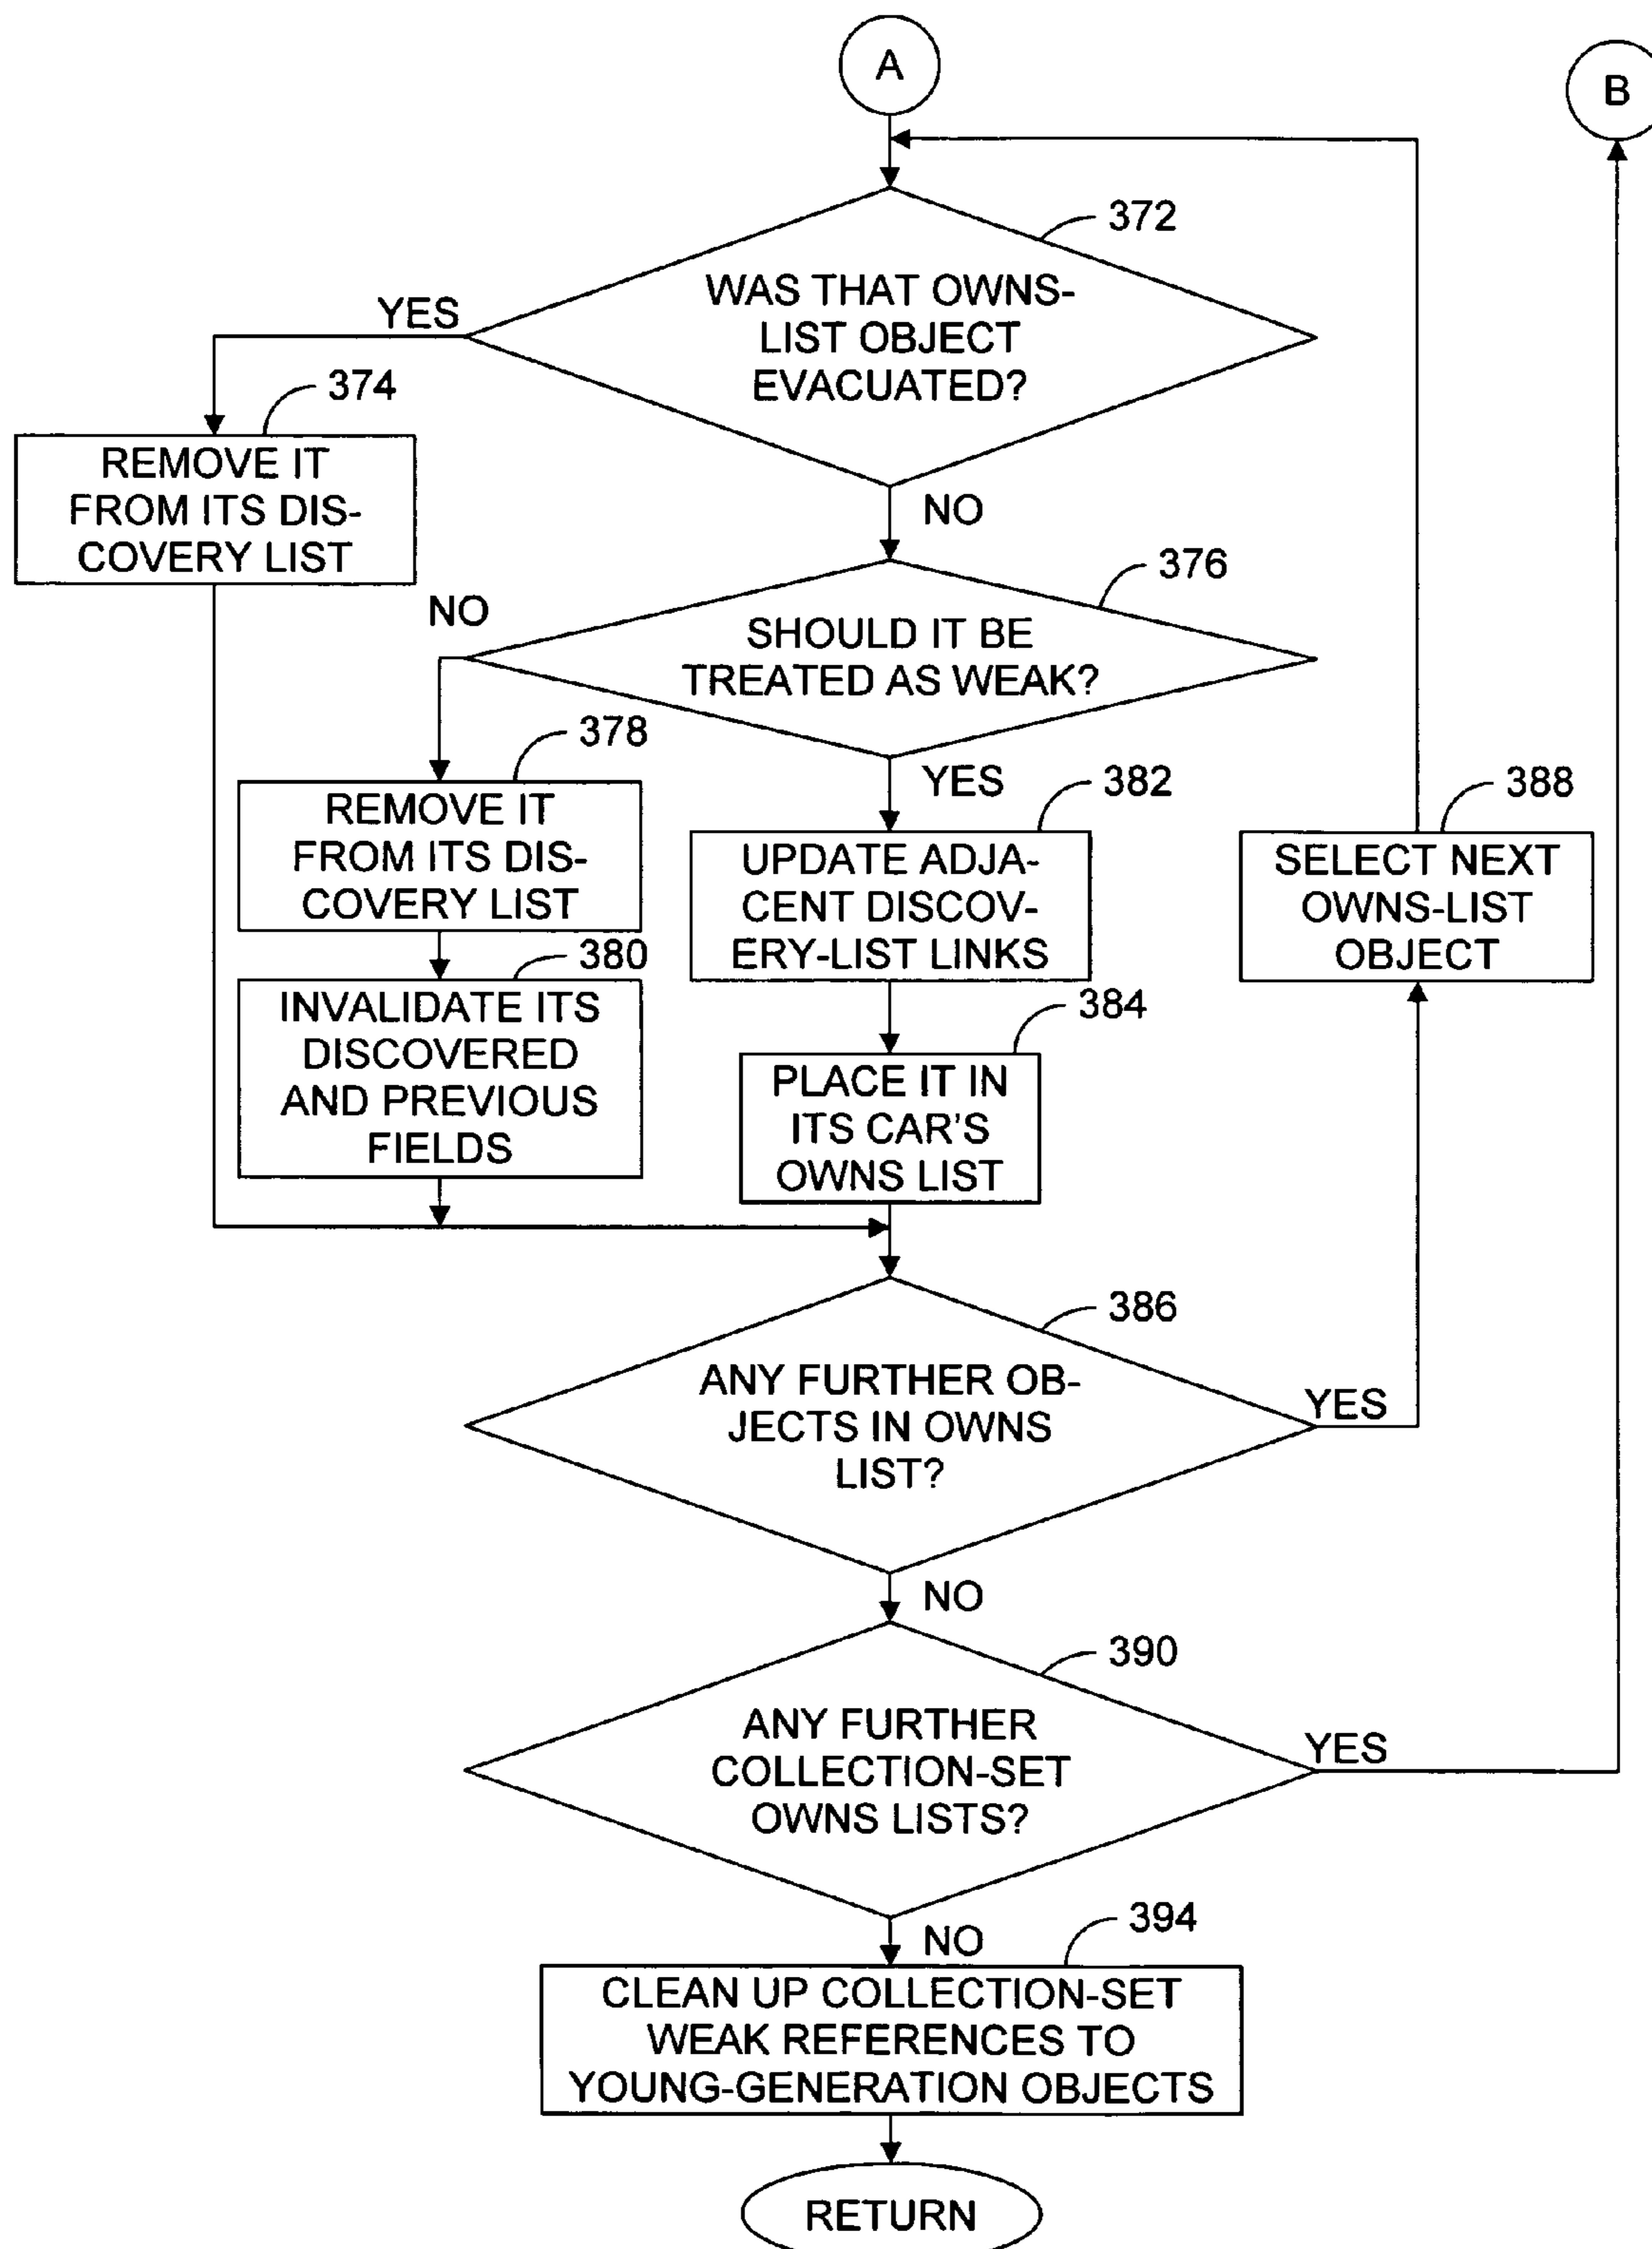 A
B
372
WAS THAT OWNS-
LIST OBJECT
EVACUATED?
YES
374
REMOVE IT
FROM ITS DIS-
COVERY LIST
NO
376
NO
SHOULD IT BE
TREATED AS WEAK?
378
REMOVE IT
FROM ITS DIS-
COVERY LIST
YES
382
UPDATE ADJA-
CENT DISCOV-
ERY-LIST LINKS
388
SELECT NEXT
OWNS-LIST
OBJECT
380
INVALIDATE ITS
DISCOVERED
AND PREVIOUS
FIELDS
384
PLACE IT IN
ITS CAR'S
OWNS LIST
386
ANY FURTHER OB-
JECTS IN OWNS
LIST?
YES
NO
390
ANY FURTHER
COLLECTION-SET
OWNS LISTS?
YES
NO
394
CLEAN UP COLLECTION-SET
WEAK REFERENCES TO
YOUNG-GENERATION OBJECTS
RETURN